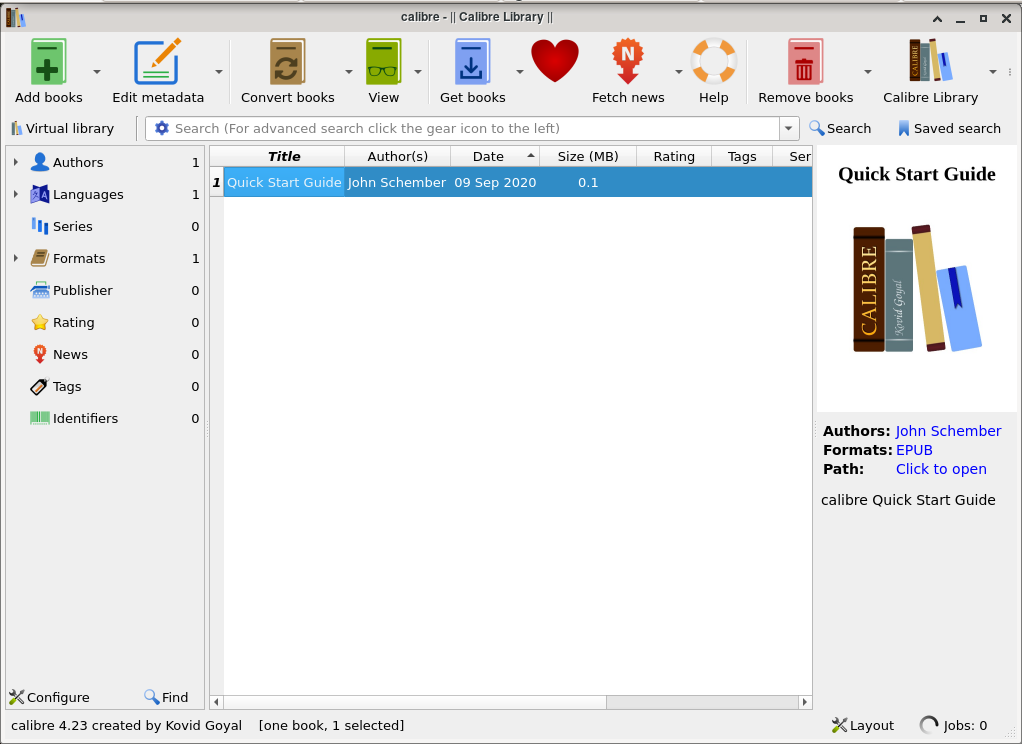 calibre - || Calibre Library ||
Add books
Edit metadata
Convert books
View
Get books
Fetch news
Help
Remove books
Calibre Library
Virtual library
Search (For advanced search click the gear icon to the left)
Search
Saved search
Authors 1
Languages 1
Series 0
Formats 1
Publisher 0
Rating 0
News 0
Tags 0
Identifiers 0
Configure
Find
Title Author(s) Date Size (MB) Rating Tags Ser
1 Quick Start Guide John Schember 09 Sep 2020 0.1
Quick Start Guide
CALIBRE
Kovid Goyal
Authors: John Schember
Formats: EPUB
Path: Click to open
calibre Quick Start Guide
calibre 4.23 created by Kovid Goyal [one book, 1 selected]
Layout
Jobs: 0